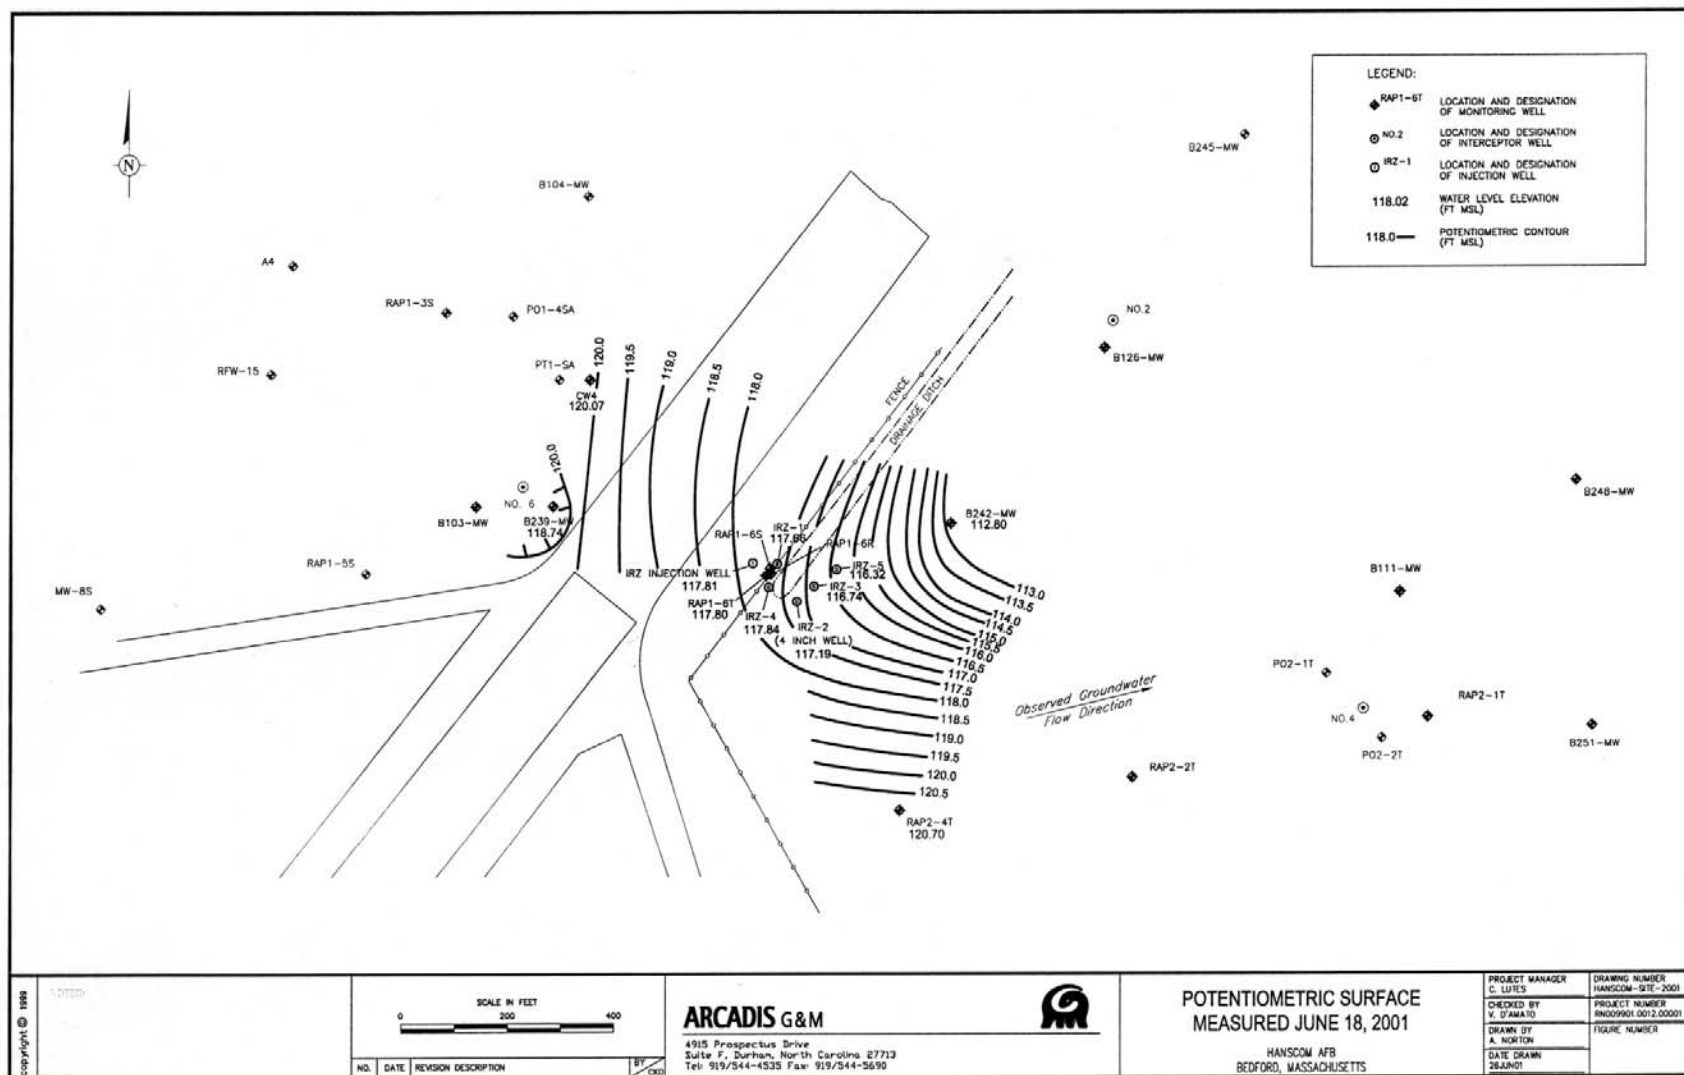 LEGEND:
RAP1-6T LOCATION AND DESIGNATION
OF MONITORING WELL
NO.2 LOCATION AND DESIGNATION
OF INTERCEPTOR WELL
IRZ-1 LOCATION AND DESIGNATION
OF INJECTION WELL
118.02 WATER LEVEL ELEVATION
(FT MSL)
118.0 POTENTIOMETRIC CONTOUR
(FT MSL)
N
B245-MW
B104-MW
A4
RAP1-3S
PO1-4SA
NO.2
B126-MW
RFW-15
PT1-SA
CW4
120.07
120.0
119.5
119.0
118.5
118.0
FENCE
DRAINAGE DITCH
120.0
NO. 6
B103-MW
B239-MW
118.74
B248-MW
B242-MW
112.80
RAP1-6S
IRZ-1
117.66
RAP1-6R
RAP1-5S
IRZ INJECTION WELL
117.81
IRZ-5
116.32
IRZ-3
116.74
B111-MW
MW-8S
RAP1-6T
117.80
IRZ-4
117.84
IRZ-2
(4 INCH WELL)
117.19
113.0
113.5
114.0
114.5
115.0
115.5
116.0
116.5
117.0
117.5
118.0
118.5
119.0
119.5
120.0
120.5
PO2-1T
Observed Groundwater
Flow Direction
RAP2-1T
NO.4
PO2-2T
B251-MW
RAP2-2T
RAP2-4T
120.70
copyright © 1999
SCALE IN FEET
0 200 400
NO. DATE REVISION DESCRIPTION BY CKD
ARCADIS G&M
4915 Prospectus Drive
Suite F, Durham, North Carolina 27713
Tel: 919/544-4535 Fax: 919/544-5690
POTENTIOMETRIC SURFACE
MEASURED JUNE 18, 2001
HANSCOM AFB
BEDFORD, MASSACHUSETTS
PROJECT MANAGER
C. LUTES
DRAWING NUMBER
HANSCOM-SITE-2001
CHECKED BY
V. D'AMATO
PROJECT NUMBER
RN009901.0012.00001
DRAWN BY
A. NORTON
FIGURE NUMBER
DATE DRAWN
26JUN01